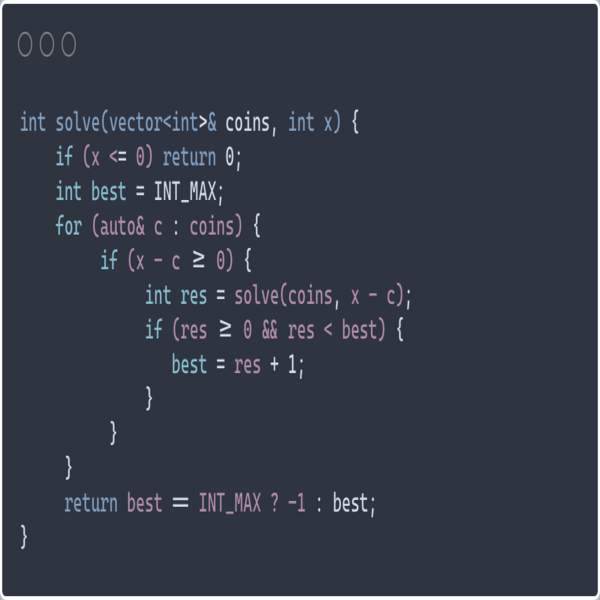 int solve(vector<int>& coins, int x) {
    if (x <= 0) return 0;
    int best = INT_MAX;
    for (auto& c : coins) {
        if (x - c ≥ 0) {
            int res = solve(coins, x - c);
            if (res ≥ 0 && res < best) {
                best = res + 1;
            }
        }
    }
    return best == INT_MAX ? -1 : best;
}